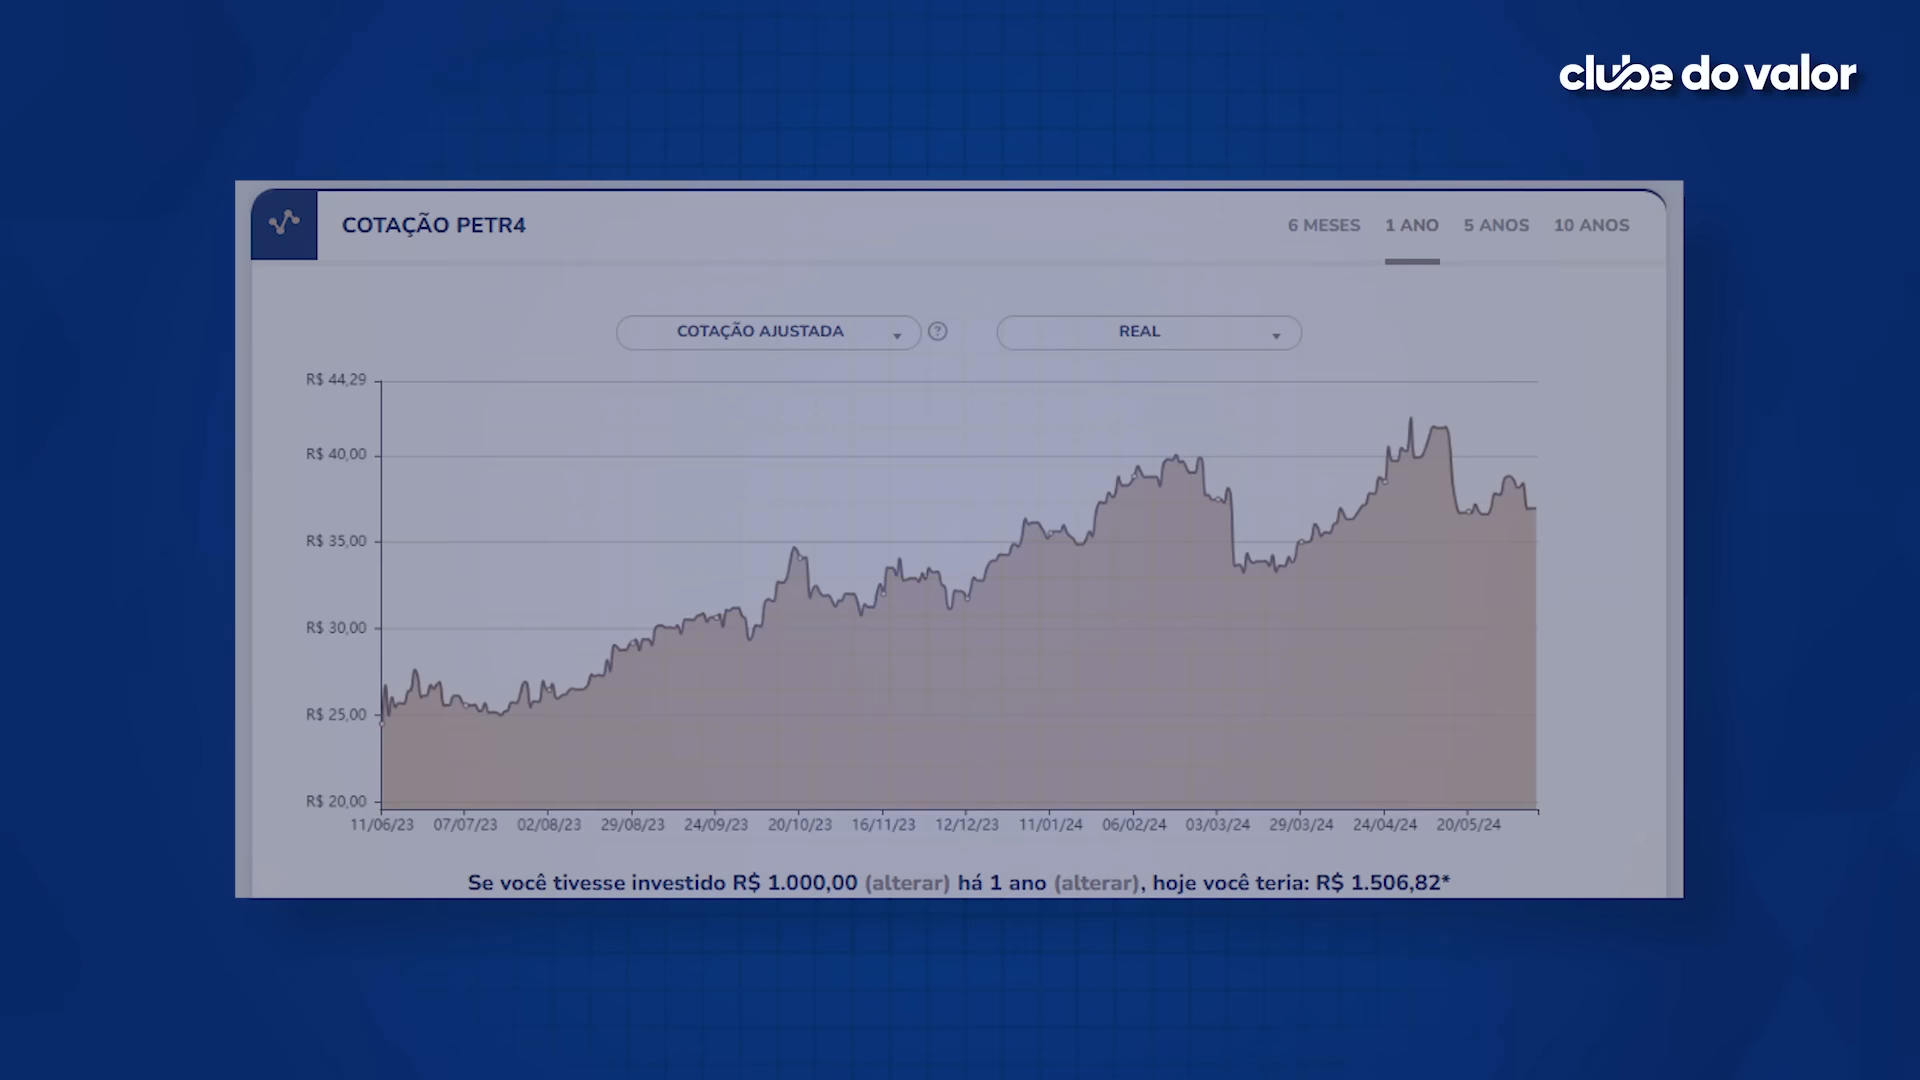 clube do valor
COTAÇÃO PETR4
6 MESES 1 ANO 5 ANOS 10 ANOS
COTAÇÃO AJUSTADA ? REAL
R$ 44,29
R$ 40,00
R$ 35,00
R$ 30,00
R$ 25,00
R$ 20,00
11/06/23 07/07/23 02/08/23 29/08/23 24/09/23 20/10/23 16/11/23 12/12/23 11/01/24 06/02/24 03/03/24 29/03/24 24/04/24 20/05/24
Se você tivesse investido R$ 1.000,00 (alterar) há 1 ano (alterar), hoje você teria: R$ 1.506,82*